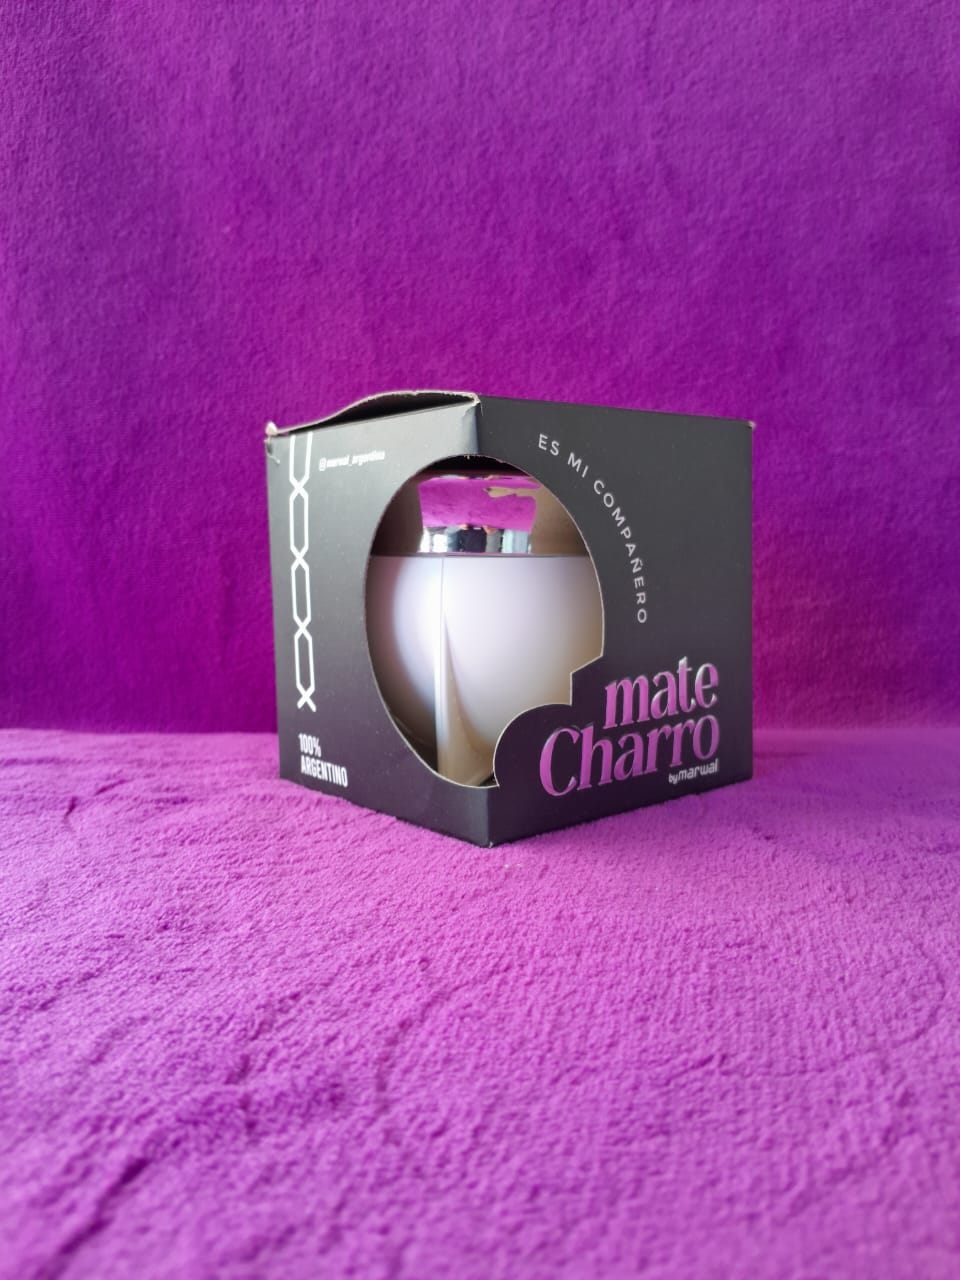 @marwal_argentina
100%
ARGENTINO
ES MI COMPAÑERO
mate
Charro
by marwal